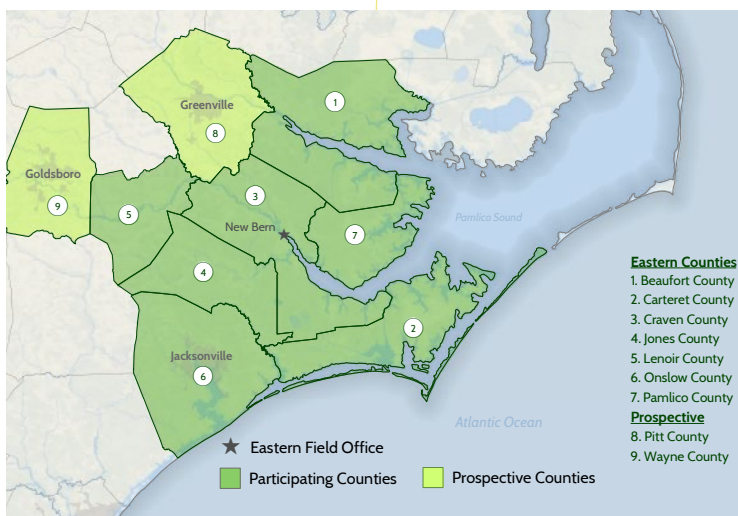 1
Greenville
8
Goldsboro
9
5
3
New Bern
7
Pamlico Sound
4
2
Jacksonville
6
Atlantic Ocean
Eastern Counties
1. Beaufort County
2. Carteret County
3. Craven County
4. Jones County
5. Lenoir County
6. Onslow County
7. Pamlico County
Prospective
8. Pitt County
9. Wayne County
Eastern Field Office
Participating Counties
Prospective Counties